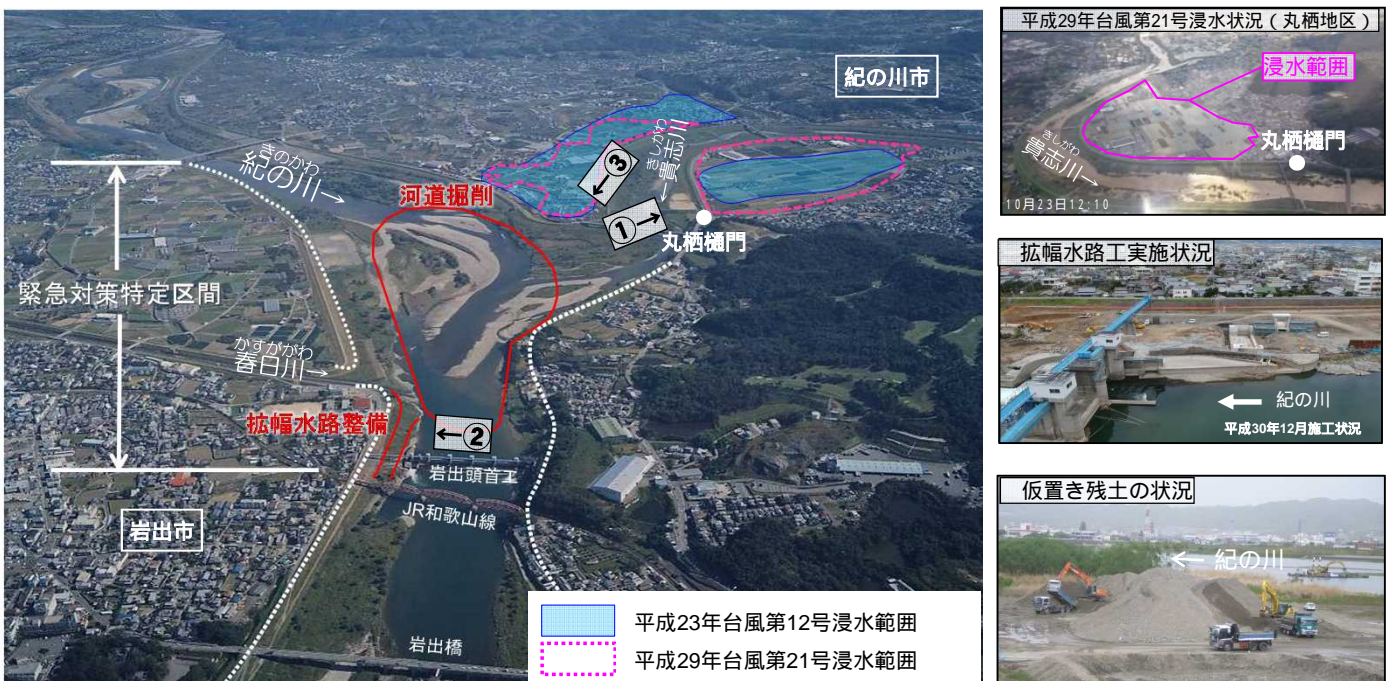 紀の川市
きのかわ
紀の川→
河道掘削
③
←貴志川
きしがわ
①→
丸栖樋門
緊急対策特定区間
かすががわ
春日川→
拡幅水路整備
←②
岩出頭首工
JR和歌山線
岩出市
岩出橋
平成23年台風第12号浸水範囲
平成29年台風第21号浸水範囲
平成29年台風第21号浸水状況(丸栖地区)
浸水範囲
丸栖樋門
きしがわ
貴志川→
10月23日12:10
拡幅水路工実施状況
← 紀の川
平成30年12月施工状況
仮置き残土の状況
← 紀の川